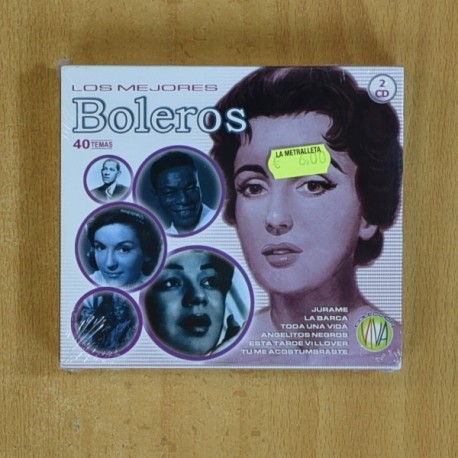 LOS MEJORES
Boleros
40 TEMAS
2
CD
LA METRALLETA
€ 6,00
JURAME
LA BARCA
TODA UNA VIDA
ANGELITOS NEGROS
ESTA TARDE VI LLOVER
TU ME ACOSTUMBRASTE
VIVA